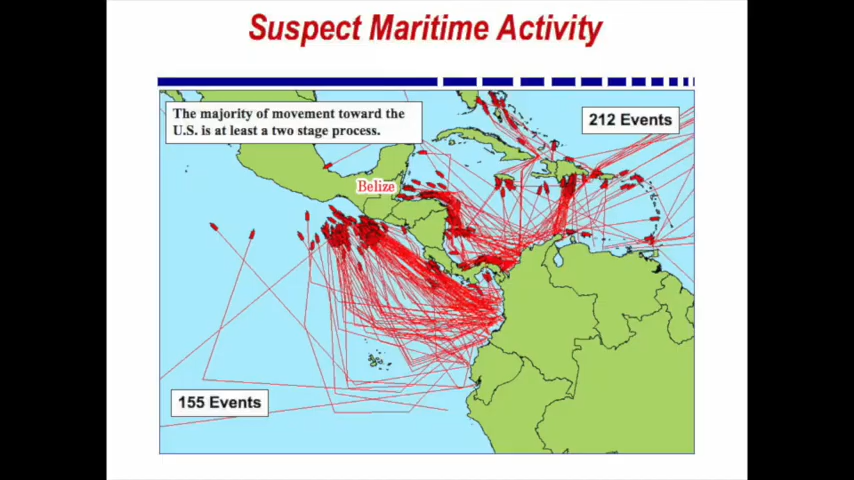 Suspect Maritime Activity
The majority of movement toward the
U.S. is at least a two stage process.
212 Events
Belize
155 Events